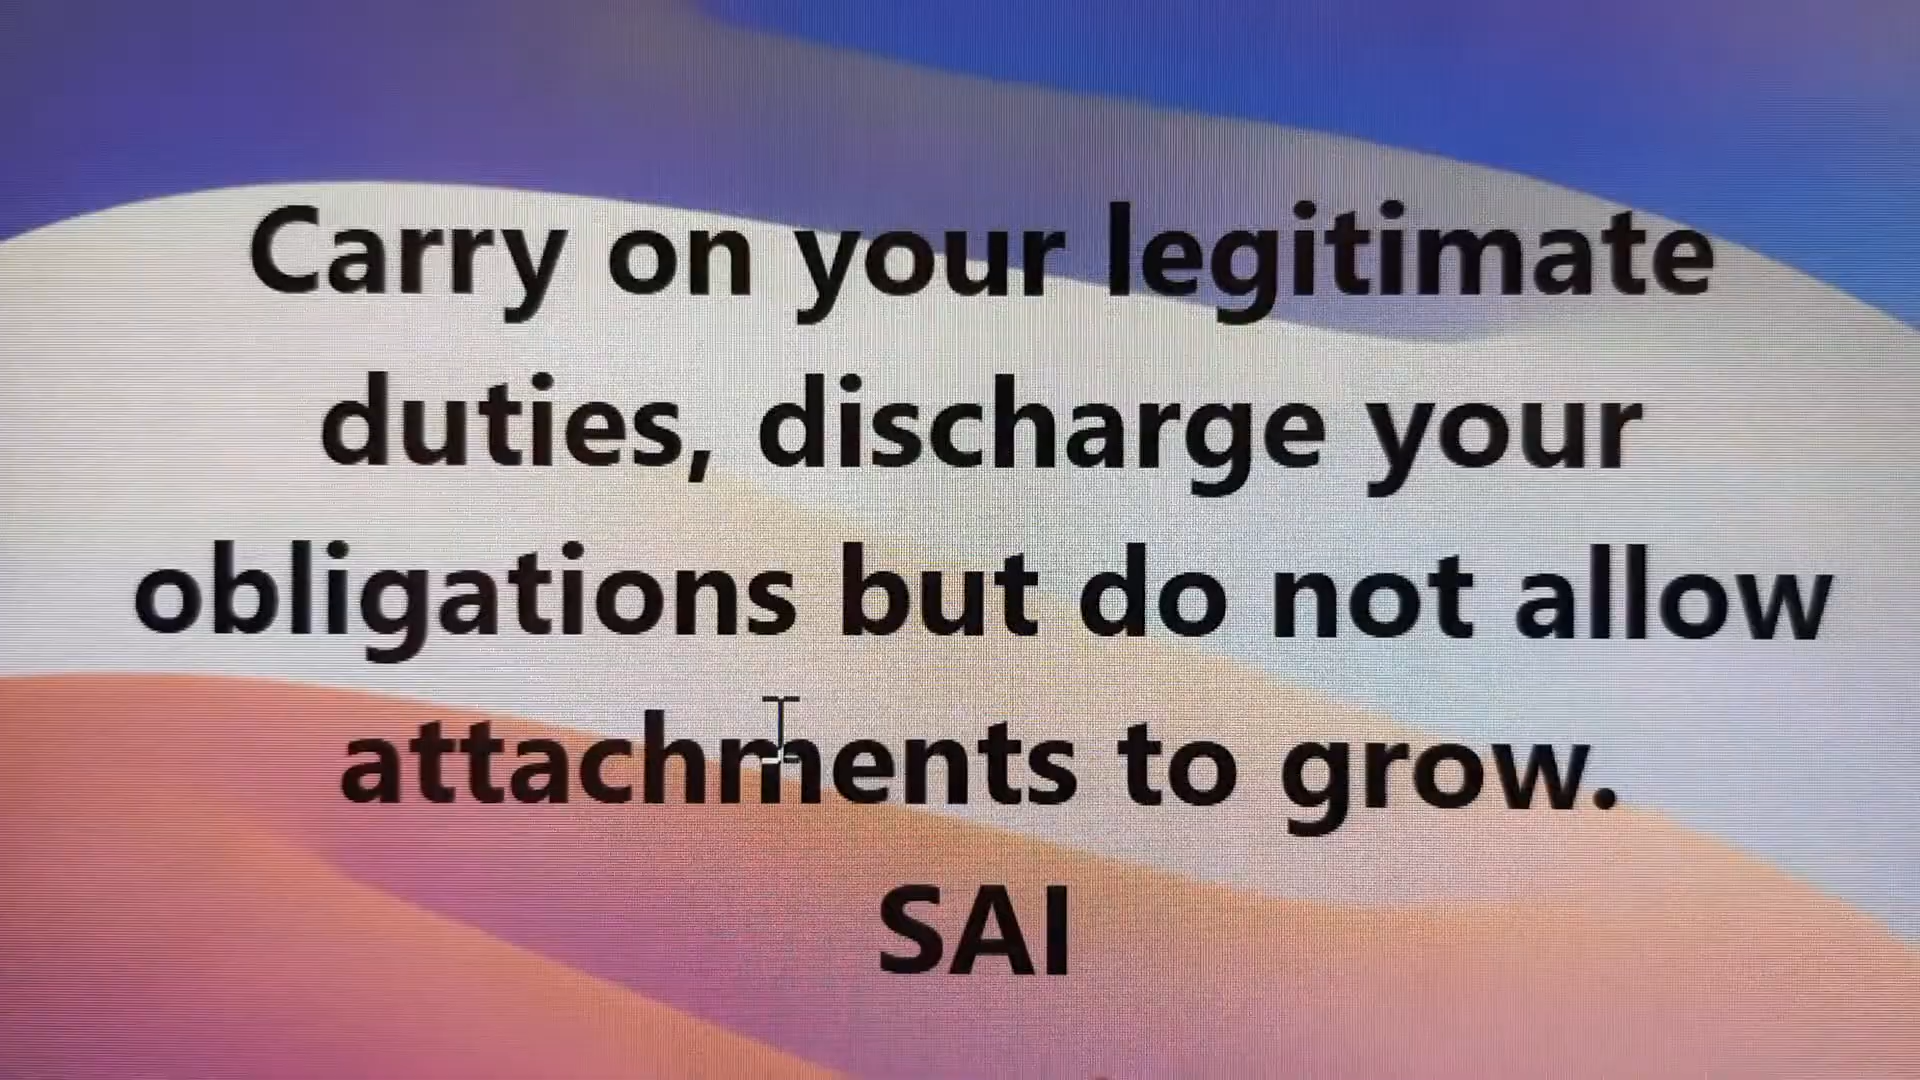 Carry on your legitimate
duties, discharge your
obligations but do not allow
attachments to grow.
SAI